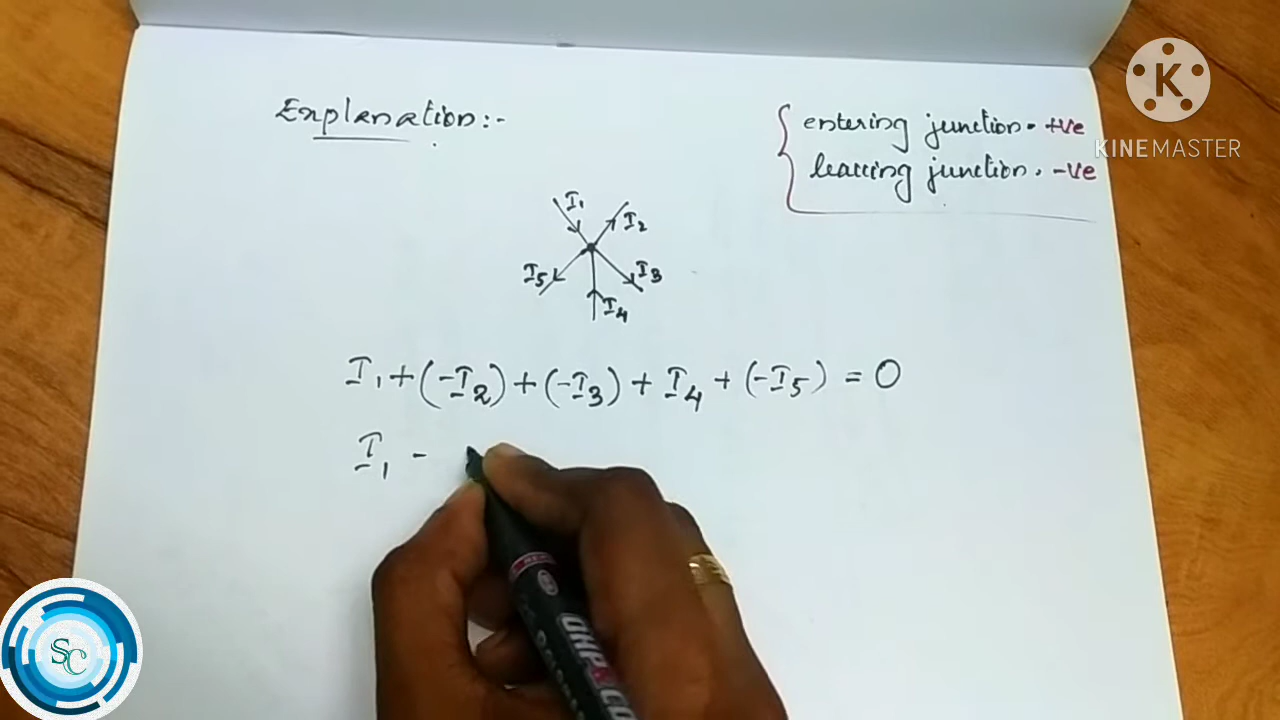 Explanation:-
entering junction - +ve
leaving junction - -ve
K
KINEMASTER
I₁
I₂
I₅
I₃
I₄
I₁ + (-I₂) + (-I₃) + I₄ + (-I₅) = 0
I₁ -
OHP
SC